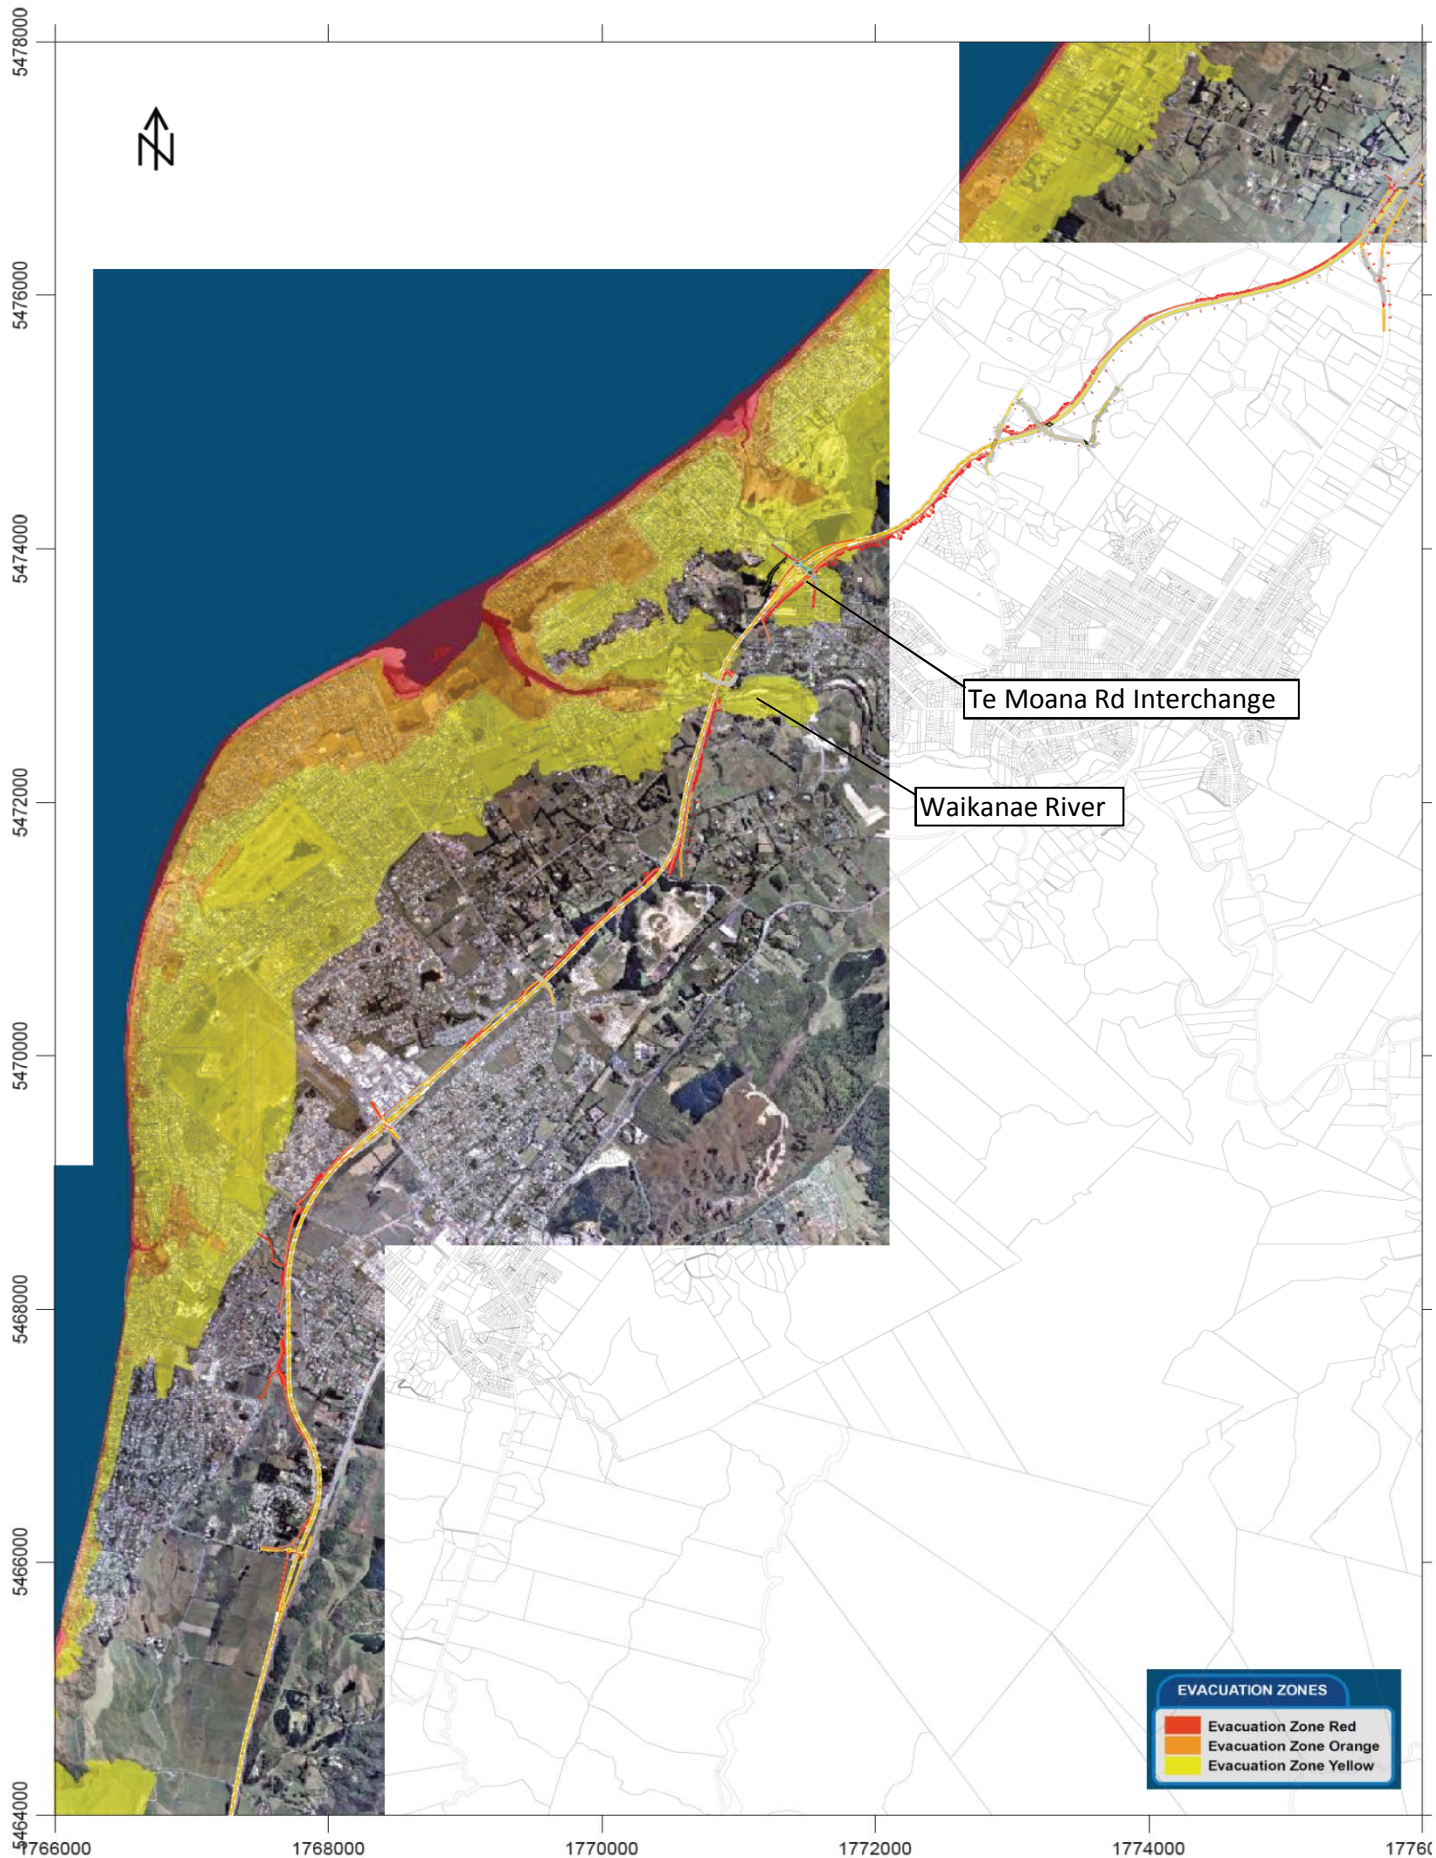 5478000
5476000
5474000
5472000
5470000
5468000
5466000
5464000
N
Te Moana Rd Interchange
Waikanae River
EVACUATION ZONES
Evacuation Zone Red
Evacuation Zone Orange
Evacuation Zone Yellow
1766000 1768000 1770000 1772000 1774000 17760